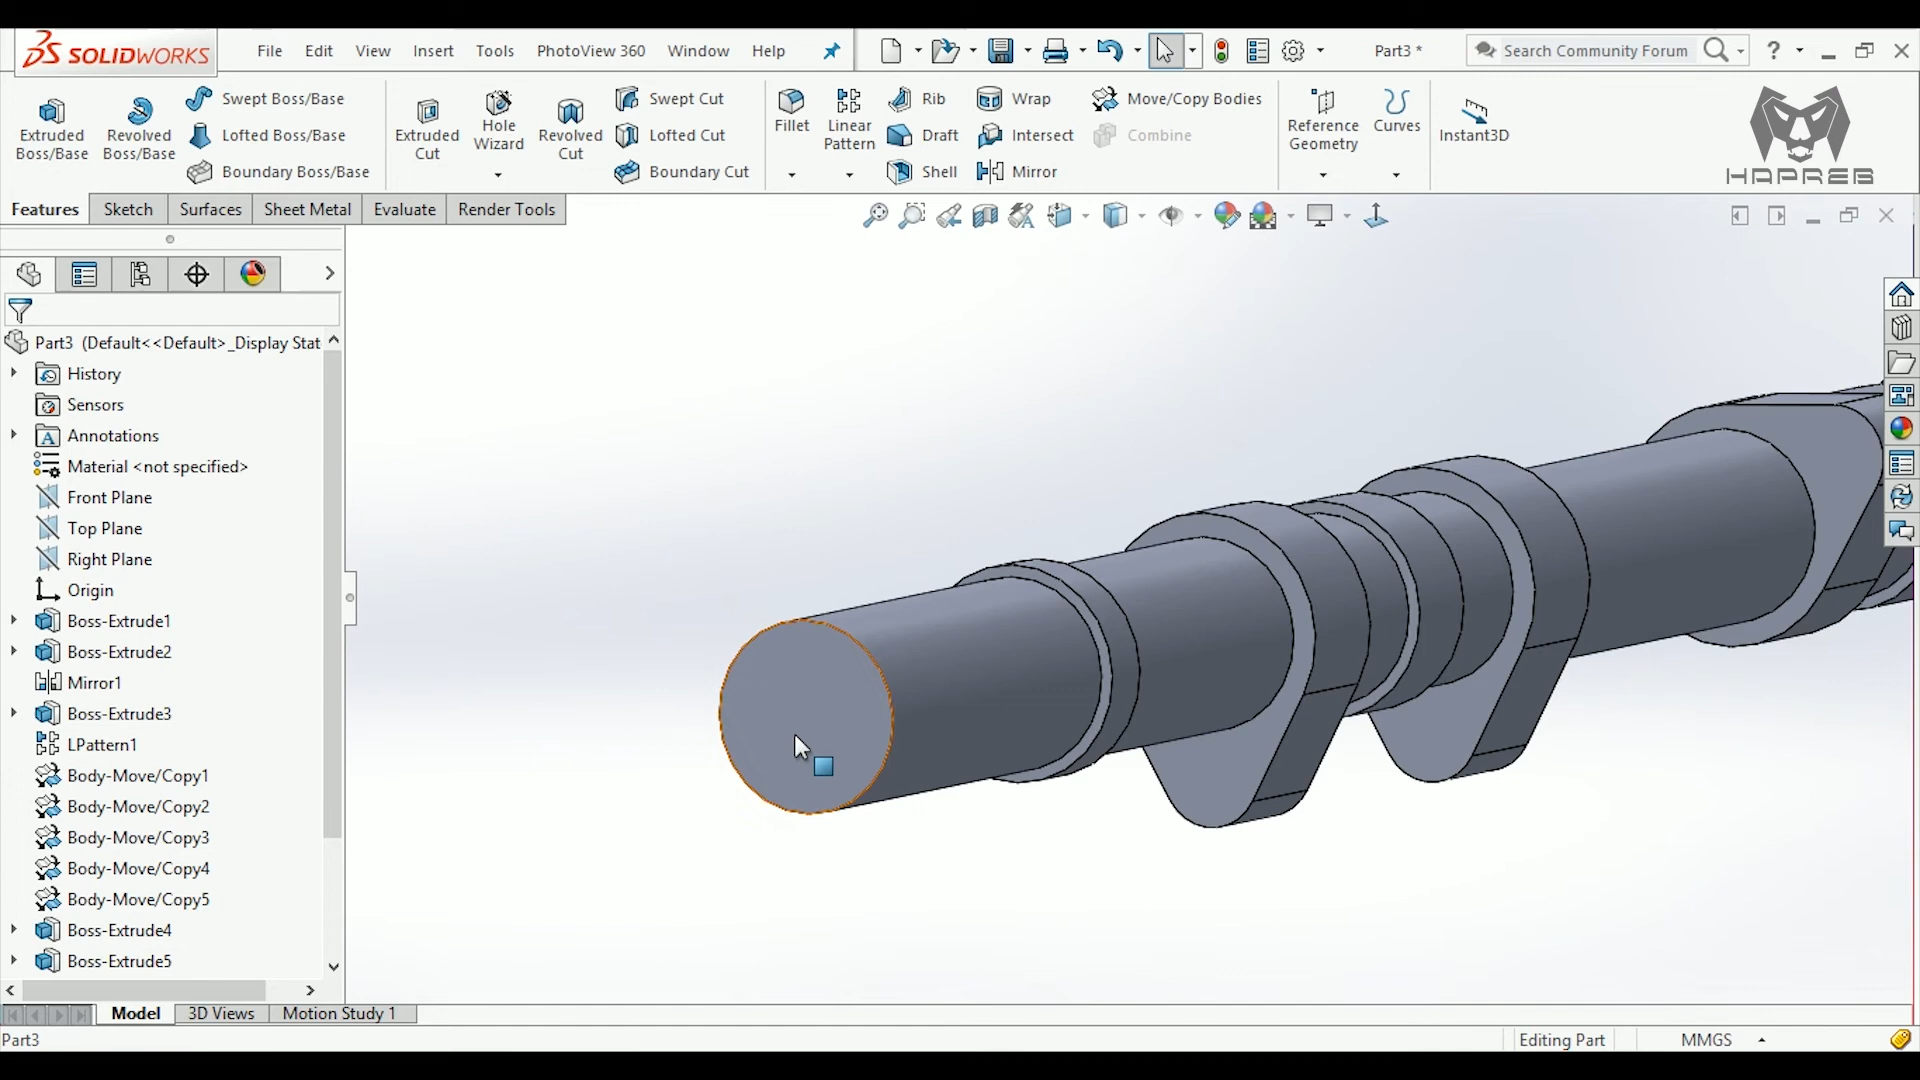 SOLIDWORKS File Edit View Insert Tools PhotoView 360 Window Help Part3 * Search Community Forum ?
Extruded Boss/Base
Revolved Boss/Base
Swept Boss/Base
Lofted Boss/Base
Boundary Boss/Base
Extruded Cut
Hole Wizard
Revolved Cut
Swept Cut
Lofted Cut
Boundary Cut
Fillet
Linear Pattern
Rib
Draft
Shell
Wrap
Intersect
Mirror
Move/Copy Bodies
Combine
Reference Geometry
Curves
Instant3D
HAPREB
Features Sketch Surfaces Sheet Metal Evaluate Render Tools
Part3 (Default<<Default>_Display Stat
History
Sensors
Annotations
Material <not specified>
Front Plane
Top Plane
Right Plane
Origin
Boss-Extrude1
Boss-Extrude2
Mirror1
Boss-Extrude3
LPattern1
Body-Move/Copy1
Body-Move/Copy2
Body-Move/Copy3
Body-Move/Copy4
Body-Move/Copy5
Boss-Extrude4
Boss-Extrude5
Model 3D Views Motion Study 1
Part3 Editing Part MMGS